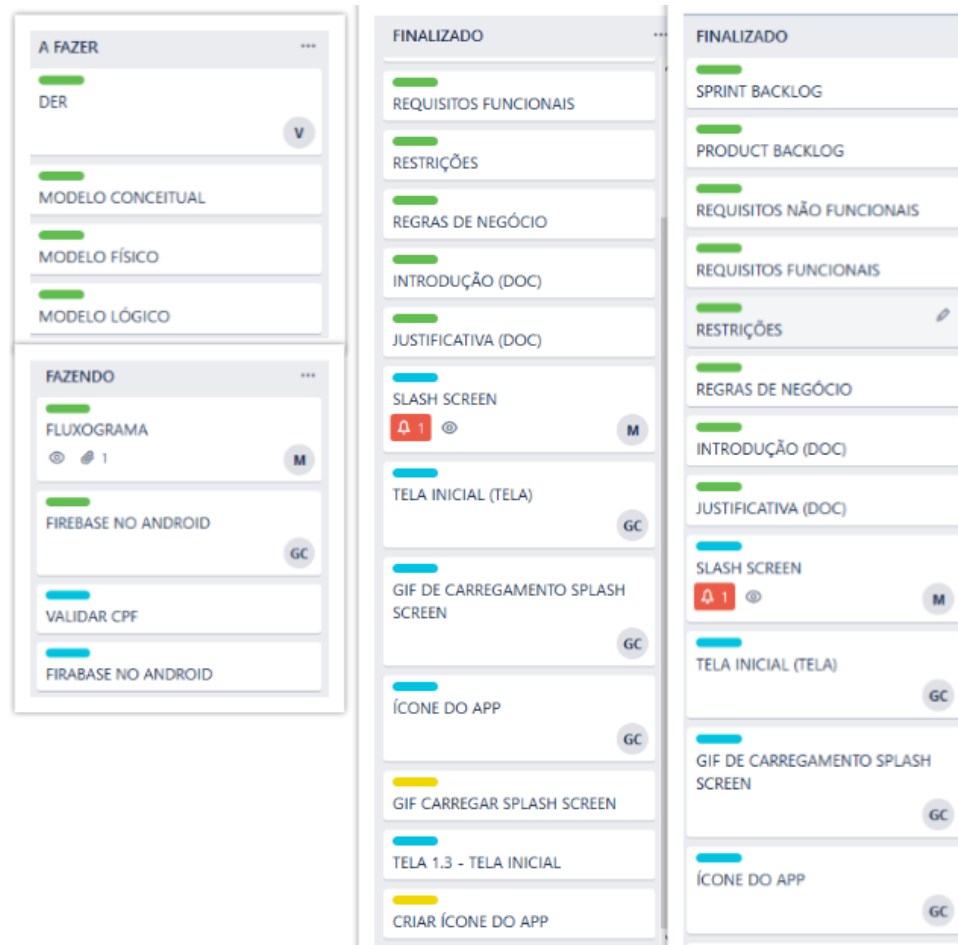 A FAZER
DER
V
MODELO CONCEITUAL
MODELO FÍSICO
MODELO LÓGICO
FAZENDO
FLUXOGRAMA
1
M
FIREBASE NO ANDROID
GC
VALIDAR CPF
FIRABASE NO ANDROID
FINALIZADO
REQUISITOS FUNCIONAIS
RESTRIÇÕES
REGRAS DE NEGÓCIO
INTRODUÇÃO (DOC)
JUSTIFICATIVA (DOC)
SLASH SCREEN
1
M
TELA INICIAL (TELA)
GC
GIF DE CARREGAMENTO SPLASH
SCREEN
GC
ÍCONE DO APP
GC
GIF CARREGAR SPLASH SCREEN
TELA 1.3 - TELA INICIAL
CRIAR ÍCONE DO APP
FINALIZADO
SPRINT BACKLOG
PRODUCT BACKLOG
REQUISITOS NÃO FUNCIONAIS
REQUISITOS FUNCIONAIS
RESTRIÇÕES
REGRAS DE NEGÓCIO
INTRODUÇÃO (DOC)
JUSTIFICATIVA (DOC)
SLASH SCREEN
1
M
TELA INICIAL (TELA)
GC
GIF DE CARREGAMENTO SPLASH
SCREEN
GC
ÍCONE DO APP
GC